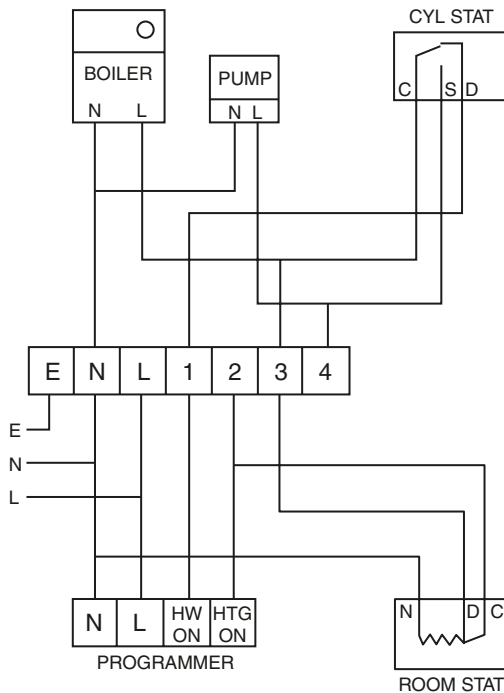 CYL STAT
BOILER
PUMP
N L
N L
C S D
E N L 1 2 3 4
E
N
L
N L HW ON HTG ON
N D C
PROGRAMMER
ROOM STAT